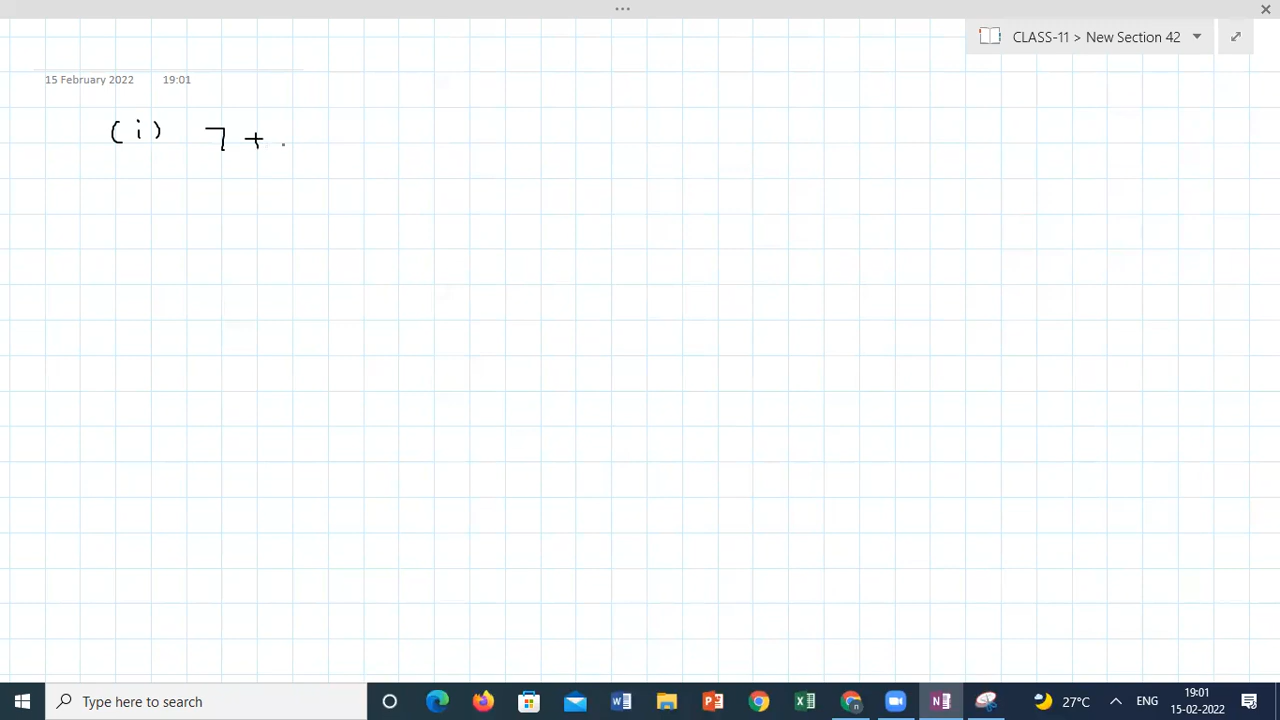 CLASS-11 > New Section 42
15 February 2022 19:01
(i) 7 + .
Type here to search
27°C
ENG
19:01
15-02-2022